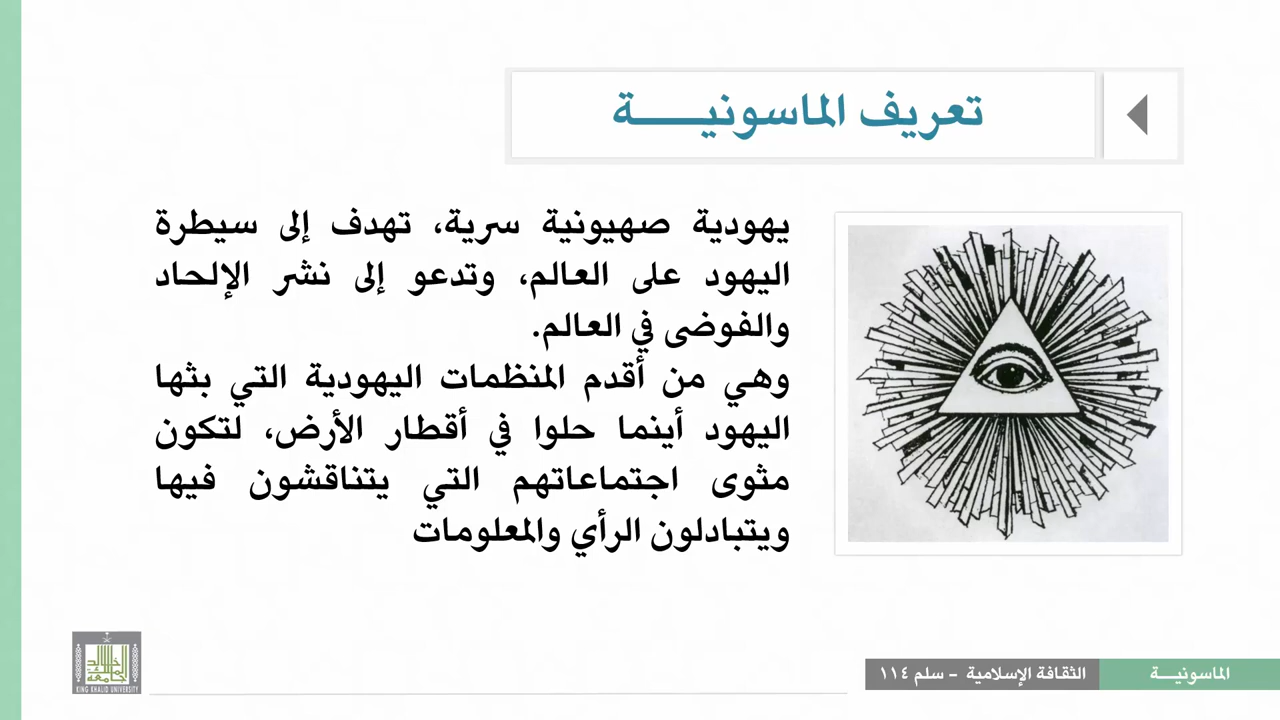 تعريف الماسونيـــــة
يهودية صهيونية سرية، تهدف إلى سيطرة
اليهود على العالم، وتدعو إلى نشر الإلحاد
والفوضى في العالم.
وهي من أقدم المنظمات اليهودية التي بثها
اليهود أينما حلوا في أقطار الأرض، لتكون
مثوى اجتماعاتهم التي يتناقشون فيها
ويتبادلون الرأي والمعلومات
الماسونيـــة
الثقافة الإسلامية - سلم ١١٤
KING KHALID UNIVERSITY